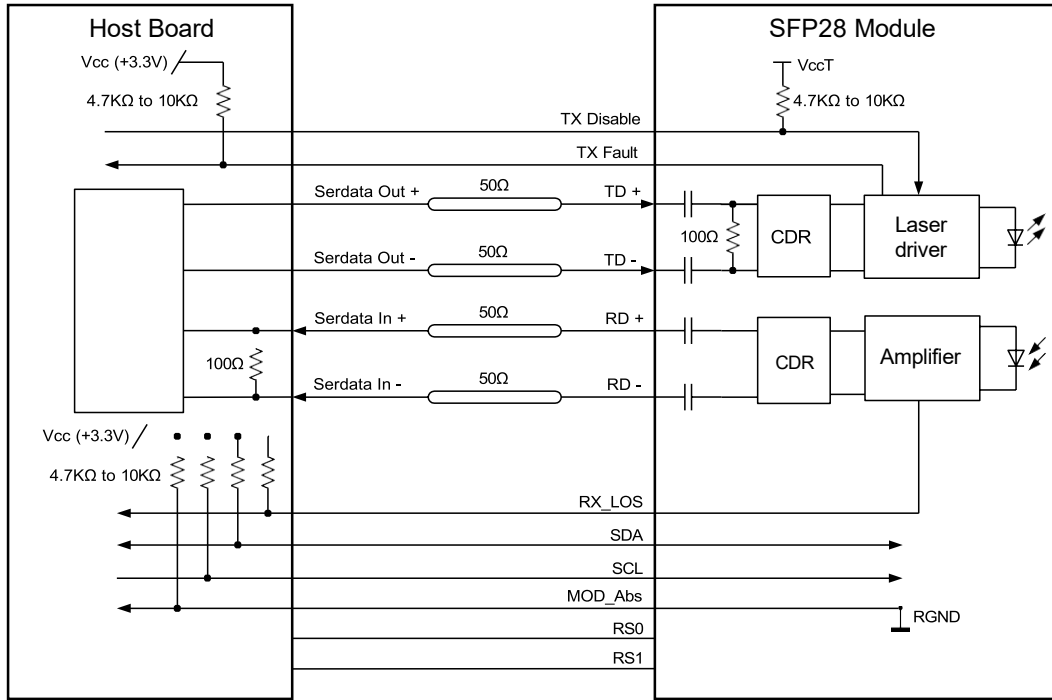 Host Board
SFP28 Module
Vcc (+3.3V)
VccT
4.7KΩ to 10KΩ
4.7KΩ to 10KΩ
TX Disable
TX Fault
Serdata Out +
50Ω
TD +
100Ω
CDR
Laser
driver
Serdata Out -
50Ω
TD -
Serdata In +
50Ω
RD +
100Ω
CDR
Amplifier
Serdata In -
50Ω
RD -
Vcc (+3.3V)
4.7KΩ to 10KΩ
RX_LOS
SDA
SCL
MOD_Abs
RGND
RS0
RS1